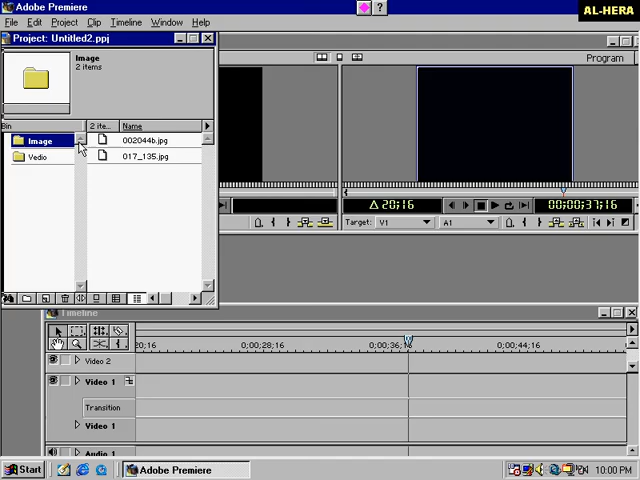 Adobe Premiere
AL-HERA
File Edit Project Clip Timeline Window Help
Project: Untitled2.ppj
Image
2 items
Program
Bin
2 ite...
Name
Image
002044b.jpg
Vedio
017_135.jpg
Δ 20;16
00;00;37;16
Target: V1
A1
Timeline
20;16
0;00;28;16
0;00;36;16
0;00;44;16
Video 2
Video 1
Transition
Video 1
Audio 1
Start
Adobe Premiere
10:00 PM